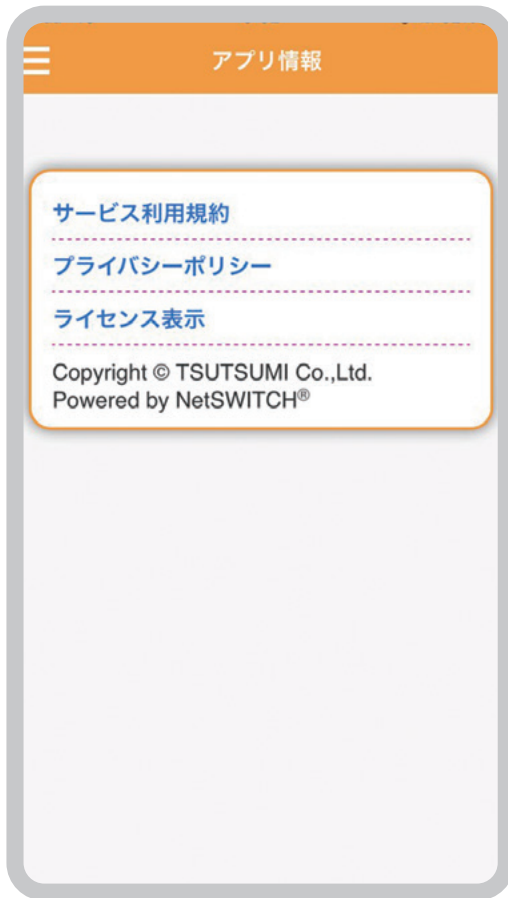 アプリ情報
サービス利用規約
プライバシーポリシー
ライセンス表示
Copyright © TSUTSUMI Co.,Ltd.
Powered by NetSWITCH®